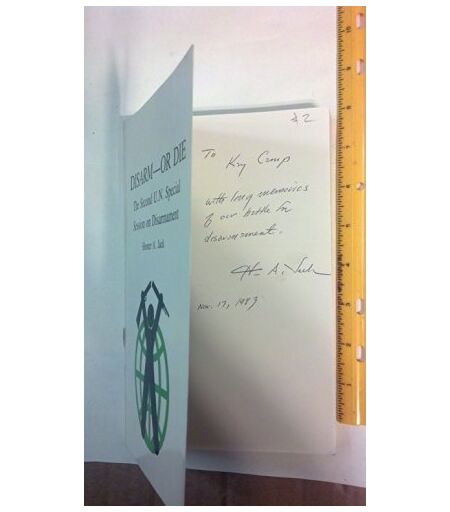 DISARM—OR DIE
The Second U.N. Special
Session on Disarmament
Homer A. Jack
$2
To Kay Camp
with long memories
of our battle for
disarmament.
H A. Jack
Nov. 17, 1983